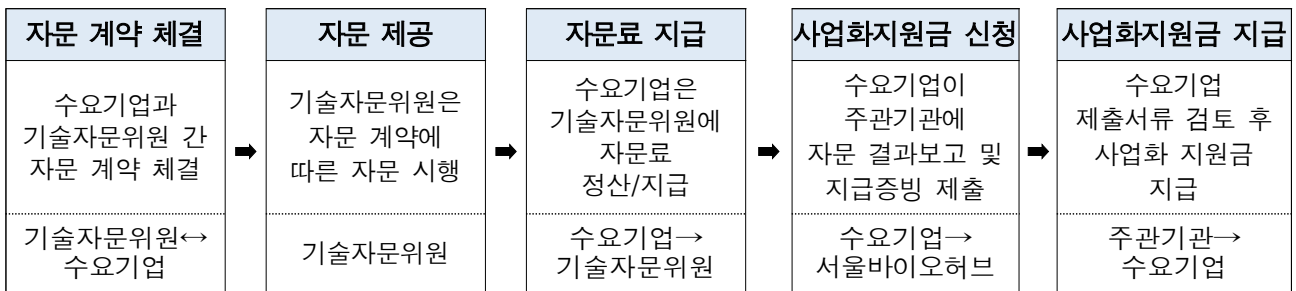 자문 계약 체결
수요기업과
기술자문위원 간
자문 계약 체결
기술자문위원↔
수요기업
➡
자문 제공
기술자문위원은
자문 계약에
따른 자문 시행
기술자문위원
➡
자문료 지급
수요기업은
기술자문위원에
자문료
정산/지급
수요기업→
기술자문위원
➡
사업화지원금 신청
수요기업이
주관기관에
자문 결과보고 및
지급증빙 제출
수요기업→
서울바이오허브
➡
사업화지원금 지급
수요기업
제출서류 검토 후
사업화 지원금
지급
주관기관→
수요기업